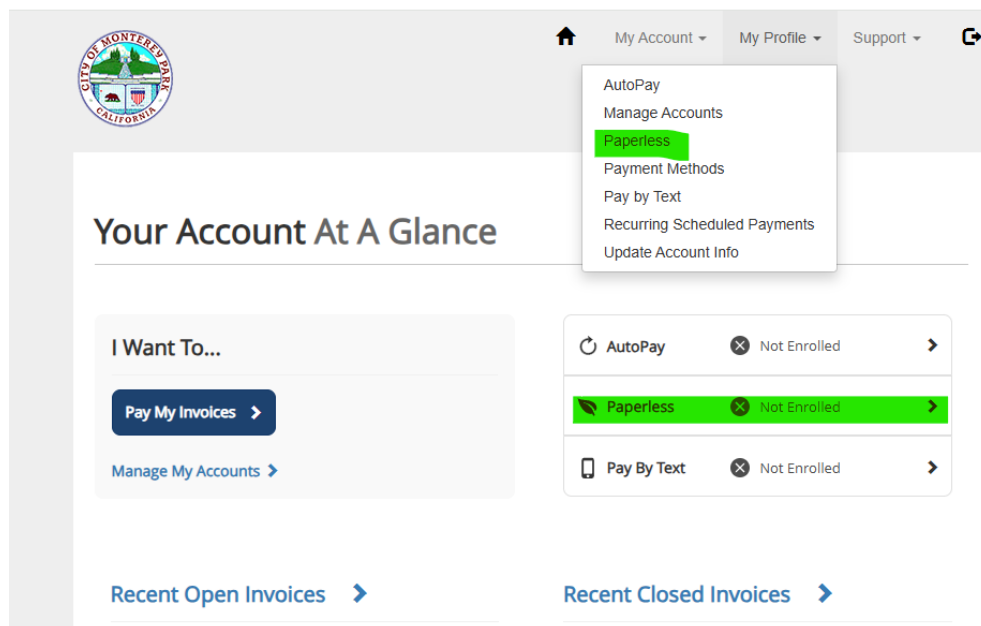 CITY OF MONTEREY PARK
CALIFORNIA
My Account
My Profile
Support
AutoPay
Manage Accounts
Paperless
Payment Methods
Pay by Text
Recurring Scheduled Payments
Update Account Info
Your Account At A Glance
I Want To...
Pay My Invoices
Manage My Accounts
AutoPay Not Enrolled
Paperless Not Enrolled
Pay By Text Not Enrolled
Recent Open Invoices
Recent Closed Invoices